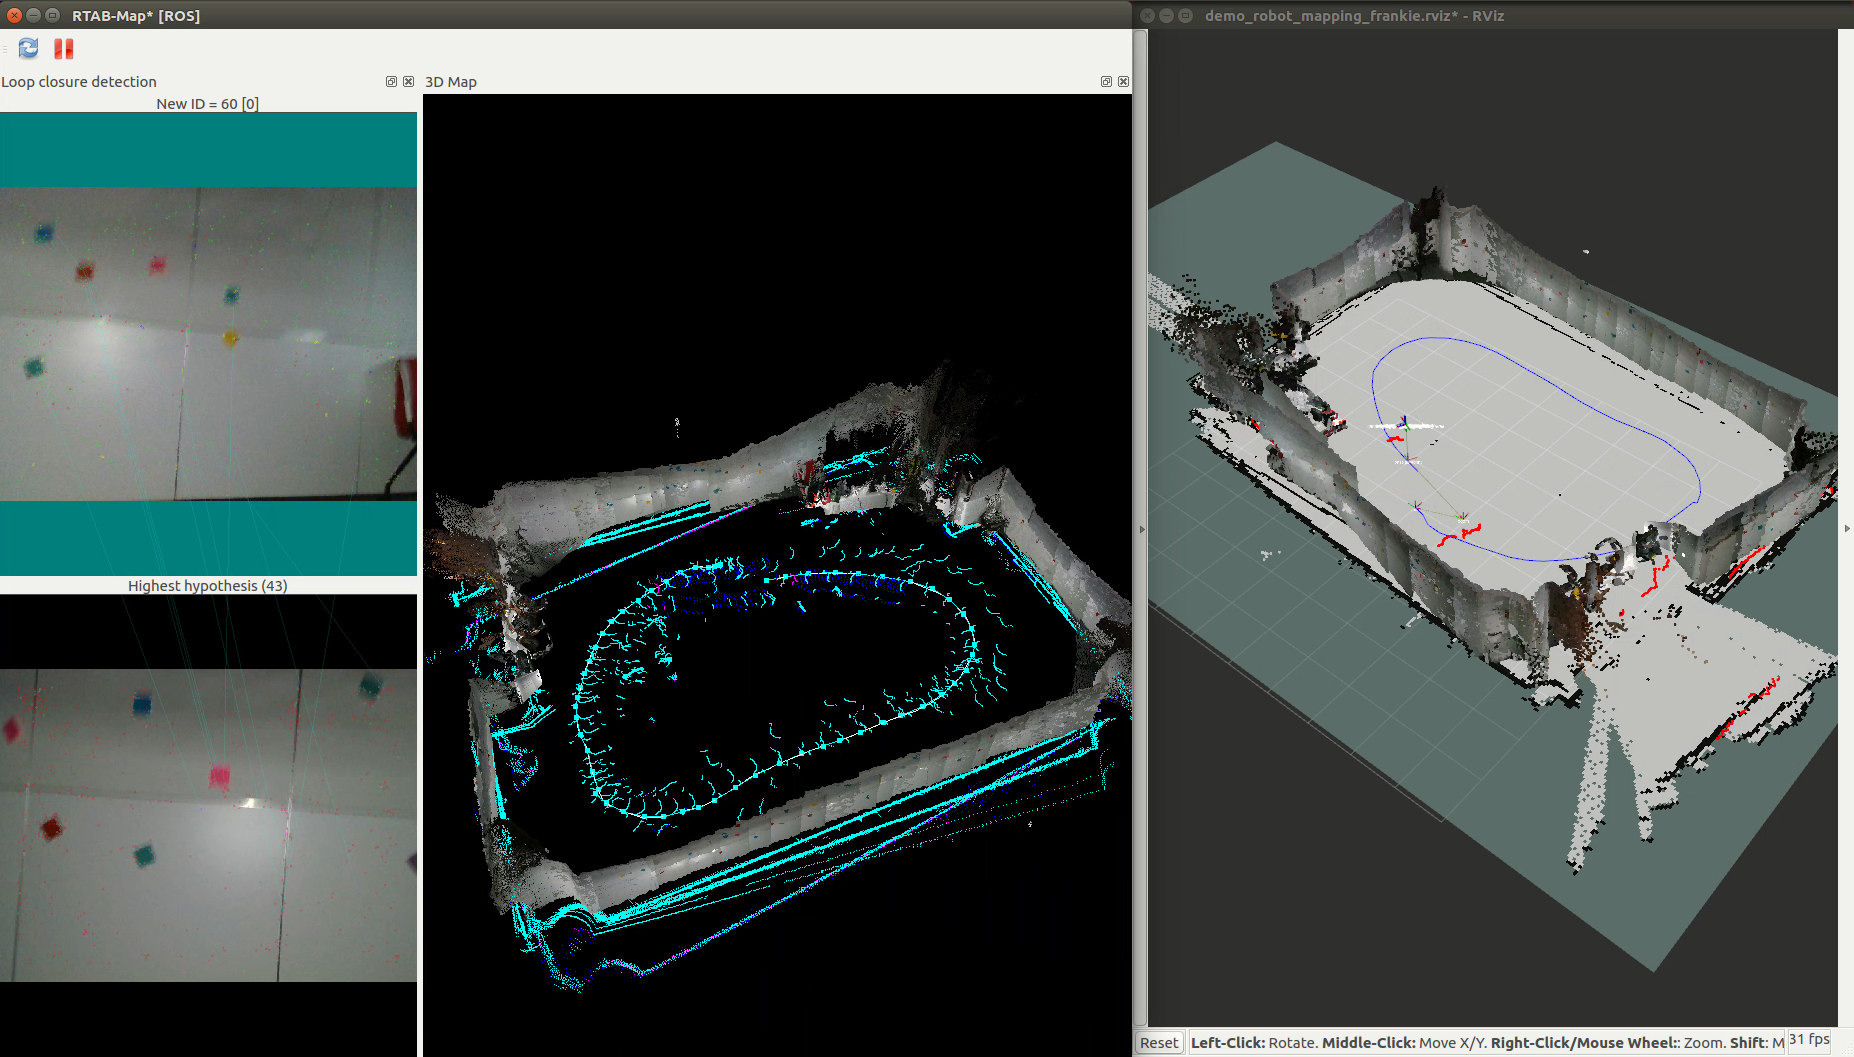 RTAB-Map* [ROS]
demo_robot_mapping_frankie.rviz* - RViz
Loop closure detection
3D Map
New ID = 60 [0]
Highest hypothesis (43)
Reset
Left-Click: Rotate. Middle-Click: Move X/Y. Right-Click/Mouse Wheel:: Zoom. Shift: M
31 fps